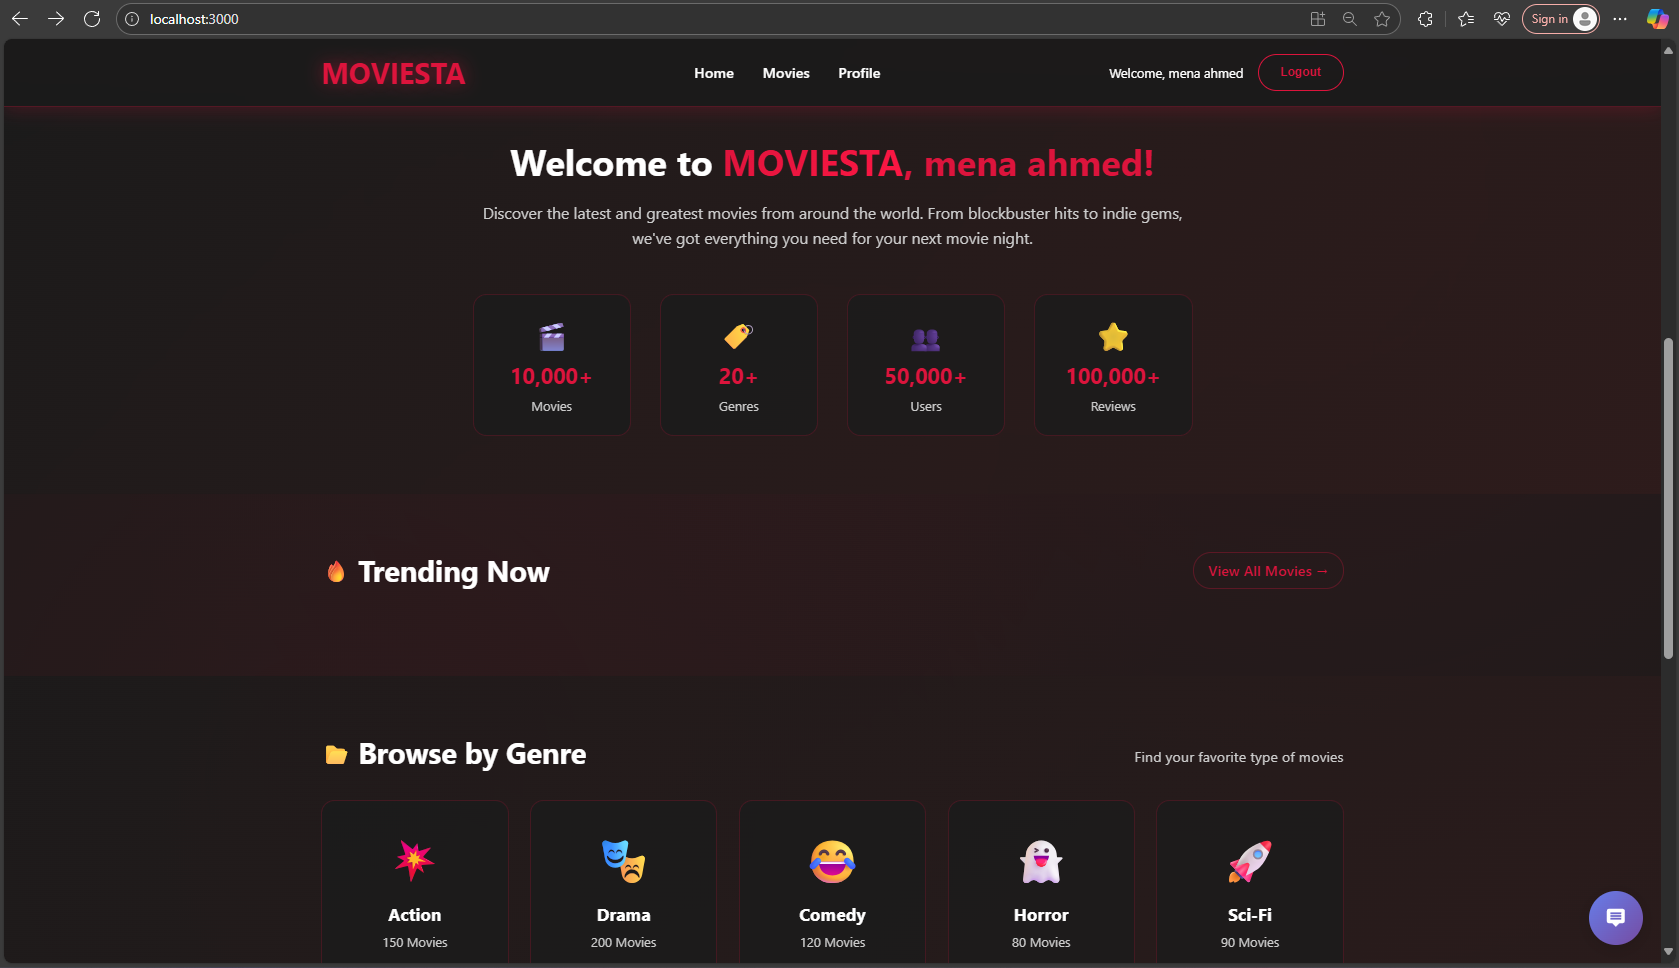 localhost:3000
Sign in
MOVIESTA
Home Movies Profile
Welcome, mena ahmed
Logout
Welcome to MOVIESTA, mena ahmed!
Discover the latest and greatest movies from around the world. From blockbuster hits to indie gems,
we've got everything you need for your next movie night.
10,000+
Movies
20+
Genres
50,000+
Users
100,000+
Reviews
Trending Now
View All Movies →
Browse by Genre
Find your favorite type of movies
Action
150 Movies
Drama
200 Movies
Comedy
120 Movies
Horror
80 Movies
Sci-Fi
90 Movies